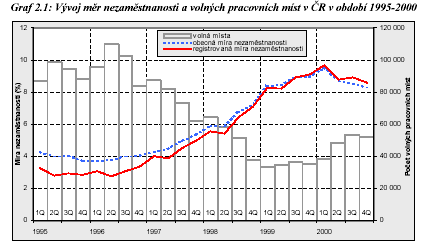 Graf 2.1: Vývoj měr nezaměstnanosti a volných pracovních míst v ČR v období 1995-2000
12
10
8
6
4
2
0
120 000
100 000
80 000
60 000
40 000
20 000
0
Míra nezaměstnanosti (%)
Počet volných pracovních míst
volná místa
obecná míra nezaměstnanosti
registrovaná míra nezaměstnanosti
1Q 2Q 3Q 4Q 1Q 2Q 3Q 4Q 1Q 2Q 3Q 4Q 1Q 2Q 3Q 4Q 1Q 2Q 3Q 4Q 1Q 2Q 3Q 4Q
1995 1996 1997 1998 1999 2000